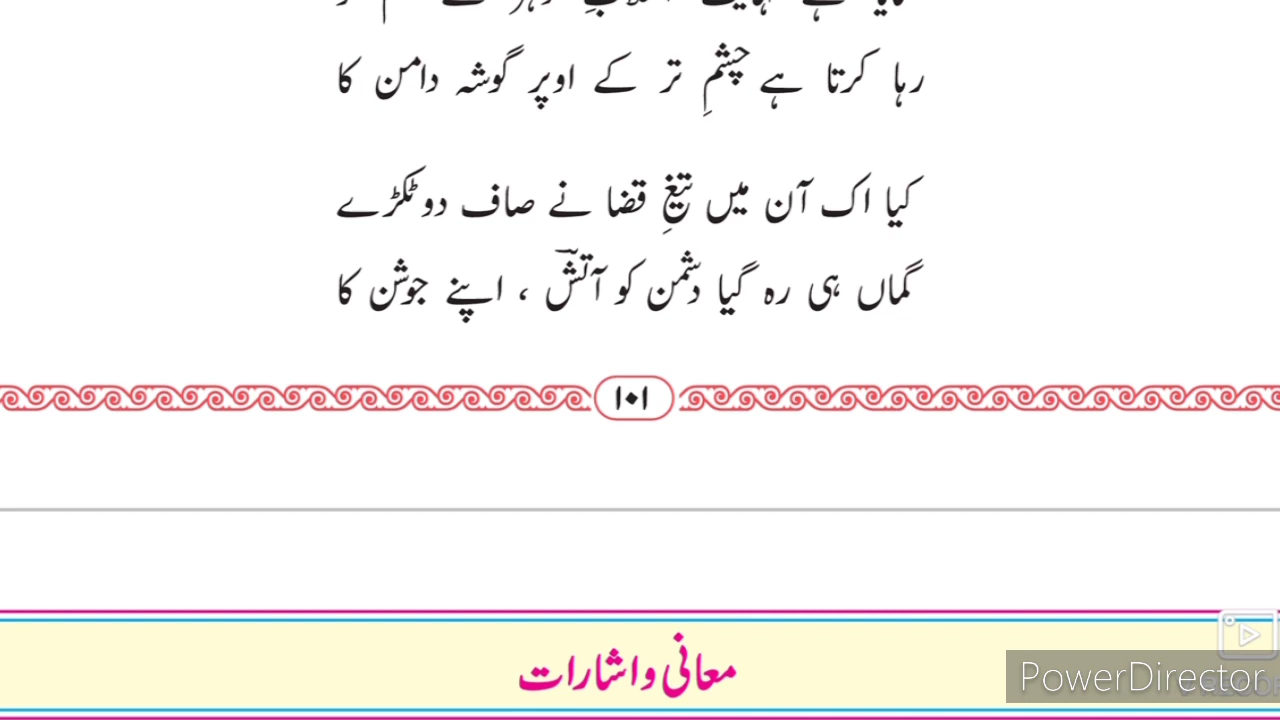 رہا کرتا ہے چشمِ تر کے اوپر گوشہ دامن کا
کیا اک آن میں تیغِ قضا نے صاف دو ٹکڑے
گماں ہی رہ گیا دشمن کو آتشؔ ، اپنے جوشن کا
۱۰۱
معانی و اشارات
PowerDirector